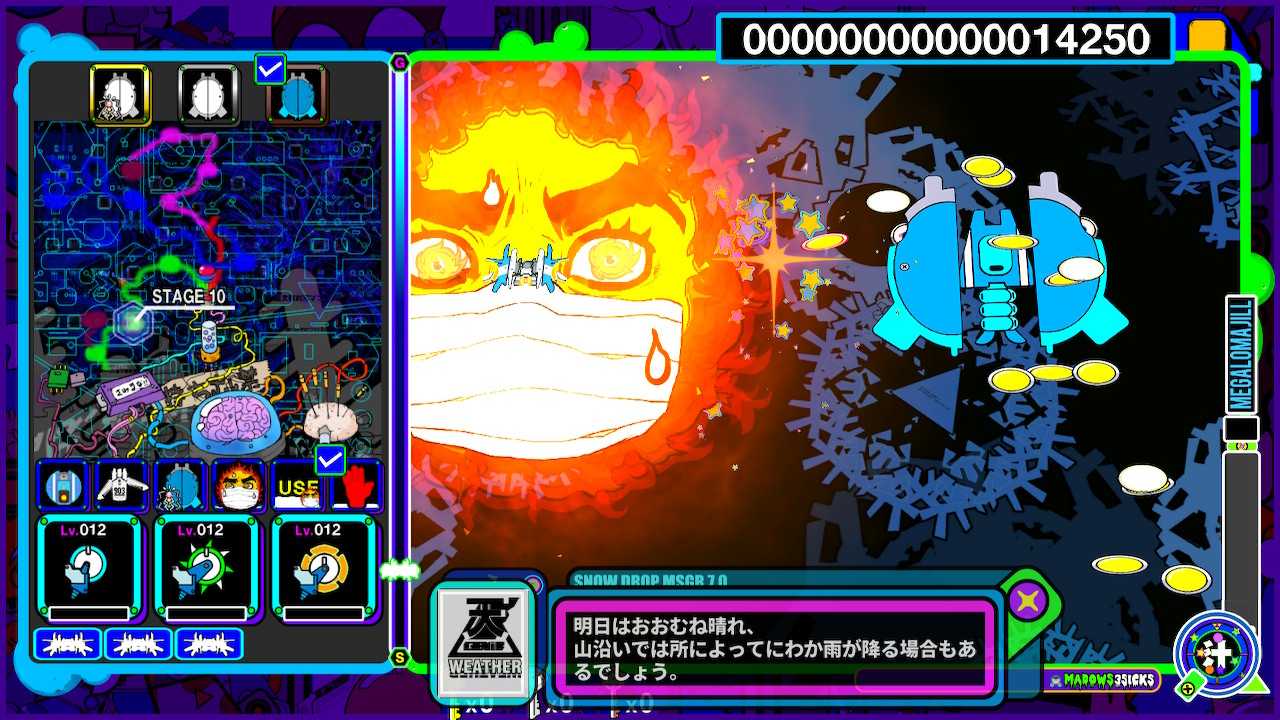 00000000000014250
G
STAGE 10
903
USE
Lv.012
Lv.012
Lv.012
S
MEGALOMAJILL
SNOW DROP MSGR 7.0
明日はおおむね晴れ、
山沿いでは所によってにわか雨が降る場合もあ
るでしょう。
WEATHER
MADOWS3SICKS
x0
x0
x0